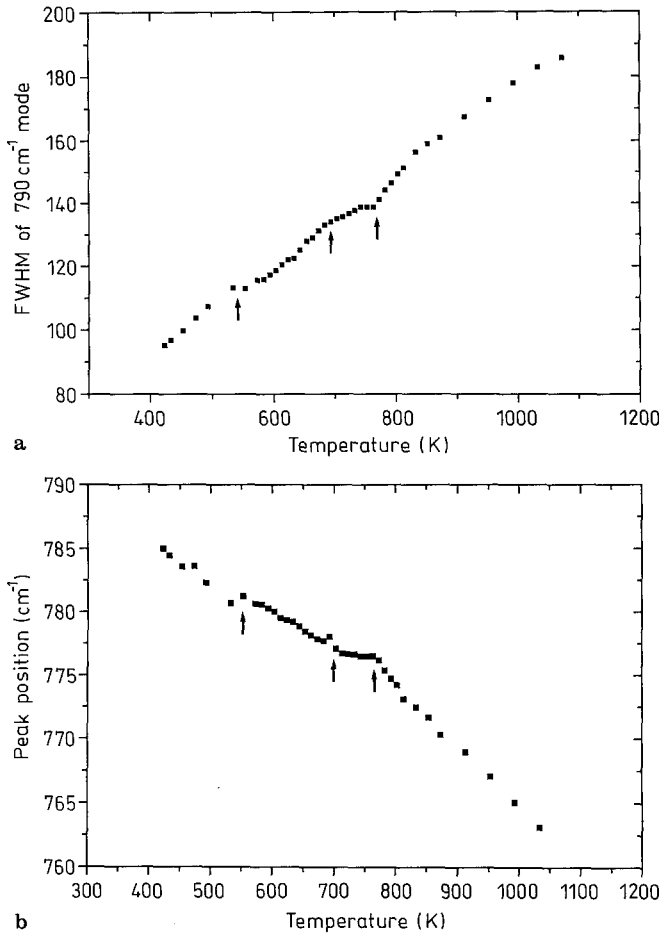 200
180
160
140
120
100
80
FWHM of 790 cm⁻¹ mode
400 600 800 1000 1200
Temperature (K)
a
790
785
780
775
770
765
760
Peak position (cm⁻¹)
300 400 500 600 700 800 900 1000 1100 1200
Temperature (K)
b